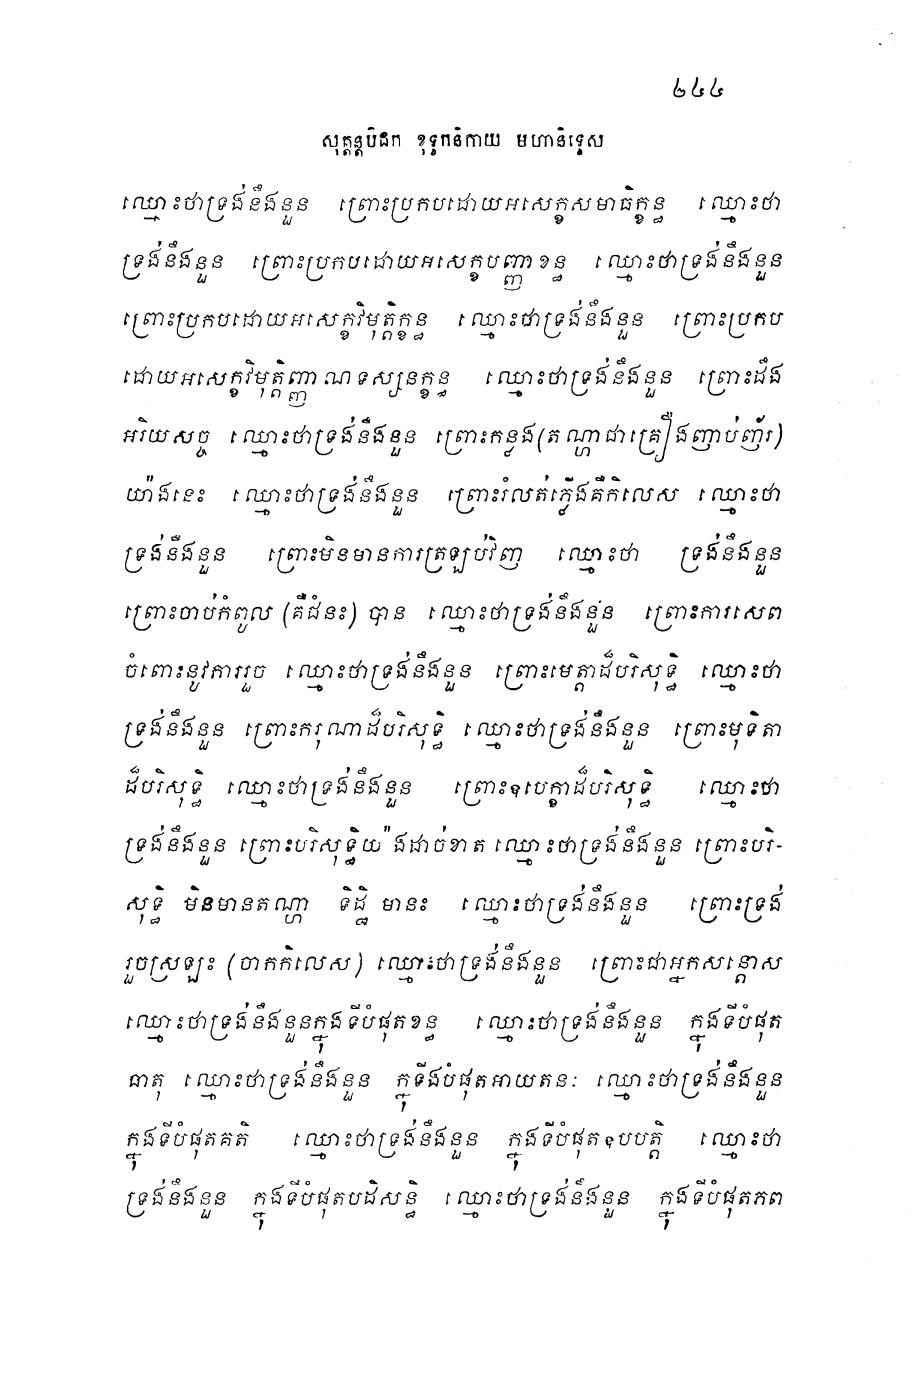 ២៤៤
សុត្តន្តបិដក ខុទ្ទកនិកាយ មហានិទ្ទេស
ឈ្មោះថាទ្រង់នឹងនួន ព្រោះប្រកបដោយអសេក្ខសមាធិក្ខន្ធ ឈ្មោះថា
ទ្រង់នឹងនួន ព្រោះប្រកបដោយអសេក្ខបញ្ញាខន្ធ ឈ្មោះថាទ្រង់នឹងនួន
ព្រោះប្រកបដោយអសេក្ខវិមុត្តិក្ខន្ធ ឈ្មោះថាទ្រង់នឹងនួន ព្រោះប្រកប
ដោយអសេក្ខវិមុត្តិញ្ញាណទស្សនក្ខន្ធ ឈ្មោះថាទ្រង់នឹងនួន ព្រោះដឹង
អរិយសច្ច ឈ្មោះថាទ្រង់នឹងនួន ព្រោះកន្លង(តណ្ហាជាគ្រឿងញាប់ញ័រ)
យ៉ាងនេះ ឈ្មោះថាទ្រង់នឹងនួន ព្រោះរំលត់ភ្លើងគឺកិលេស ឈ្មោះថា
ទ្រង់នឹងនួន ព្រោះមិនមានការត្រឡប់វិញ ឈ្មោះថា ទ្រង់នឹងនួន
ព្រោះចាប់កំពូល (គឺជំនះ) បាន ឈ្មោះថាទ្រង់នឹងនួន ព្រោះការសេព
ចំពោះនូវការរួច ឈ្មោះថាទ្រង់នឹងនួន ព្រោះមេត្តាដ៏បរិសុទ្ធិ ឈ្មោះថា
ទ្រង់នឹងនួន ព្រោះករុណាដ៏បរិសុទ្ធិ ឈ្មោះថាទ្រង់នឹងនួន ព្រោះមុទិតា
ដ៏បរិសុទ្ធិ ឈ្មោះថាទ្រង់នឹងនួន ព្រោះឧបេក្ខាដ៏បរិសុទ្ធិ ឈ្មោះថា
ទ្រង់នឹងនួន ព្រោះបរិសុទ្ធិយ៉ាងដាច់ខាត ឈ្មោះថាទ្រង់នឹងនួន ព្រោះបរិ-
សុទ្ធិ មិនមានតណ្ហា ទិដ្ឋិ មានះ ឈ្មោះថាទ្រង់នឹងនួន ព្រោះទ្រង់
រួចស្រឡះ (ចាកកិលេស) ឈ្មោះថាទ្រង់នឹងនួន ព្រោះជាអ្នកសន្តោស
ឈ្មោះថាទ្រង់នឹងនួនក្នុងទីបំផុតខន្ធ ឈ្មោះថាទ្រង់នឹងនួន ក្នុងទីបំផុត
ធាតុ ឈ្មោះថាទ្រង់នឹងនួន ក្នុទីងបំផុតអាយតនៈ ឈ្មោះថាទ្រង់នឹងនួន
ក្នុងទីបំផុតគតិ ឈ្មោះថាទ្រង់នឹងនួន ក្នុងទីបំផុតឧបបត្តិ ឈ្មោះថា
ទ្រង់នឹងនួន ក្នុងទីបំផុតបដិសន្ធិ ឈ្មោះថាទ្រង់នឹងនួន ក្នុងទីបំផុតភព